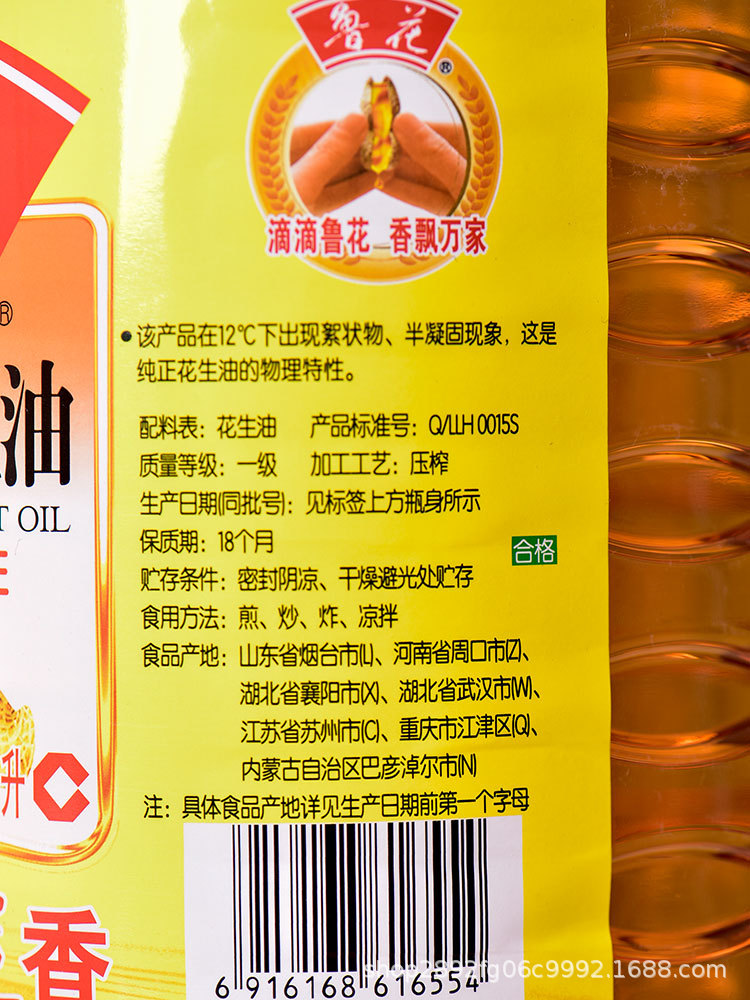 鲁花
®
滴滴鲁花 香飘万家
®
油
T OIL
升
香
●该产品在12℃下出现絮状物、半凝固现象，这是
纯正花生油的物理特性。
配料表：花生油 产品标准号：Q/LLH 0015S
质量等级：一级 加工工艺：压榨
生产日期(同批号)：见标签上方瓶身所示
保质期：18个月
合格
贮存条件：密封阴凉、干燥避光处贮存
食用方法：煎、炒、炸、凉拌
食品产地：山东省烟台市(L)、河南省周口市(Z)、
湖北省襄阳市(X)、湖北省武汉市(W)、
江苏省苏州市(C)、重庆市江津区(Q)、
内蒙古自治区巴彦淖尔市(N)
注：具体食品产地详见生产日期前第一个字母
6 916168 616554
shop2992fg06c9992.1688.com